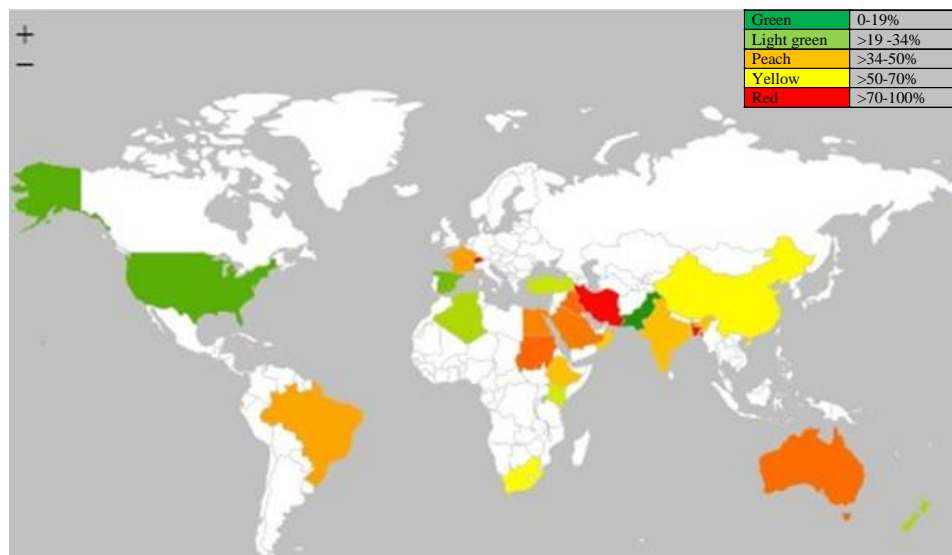 +
−
Green 0-19%
Light green >19 -34%
Peach >34-50%
Yellow >50-70%
Red >70-100%